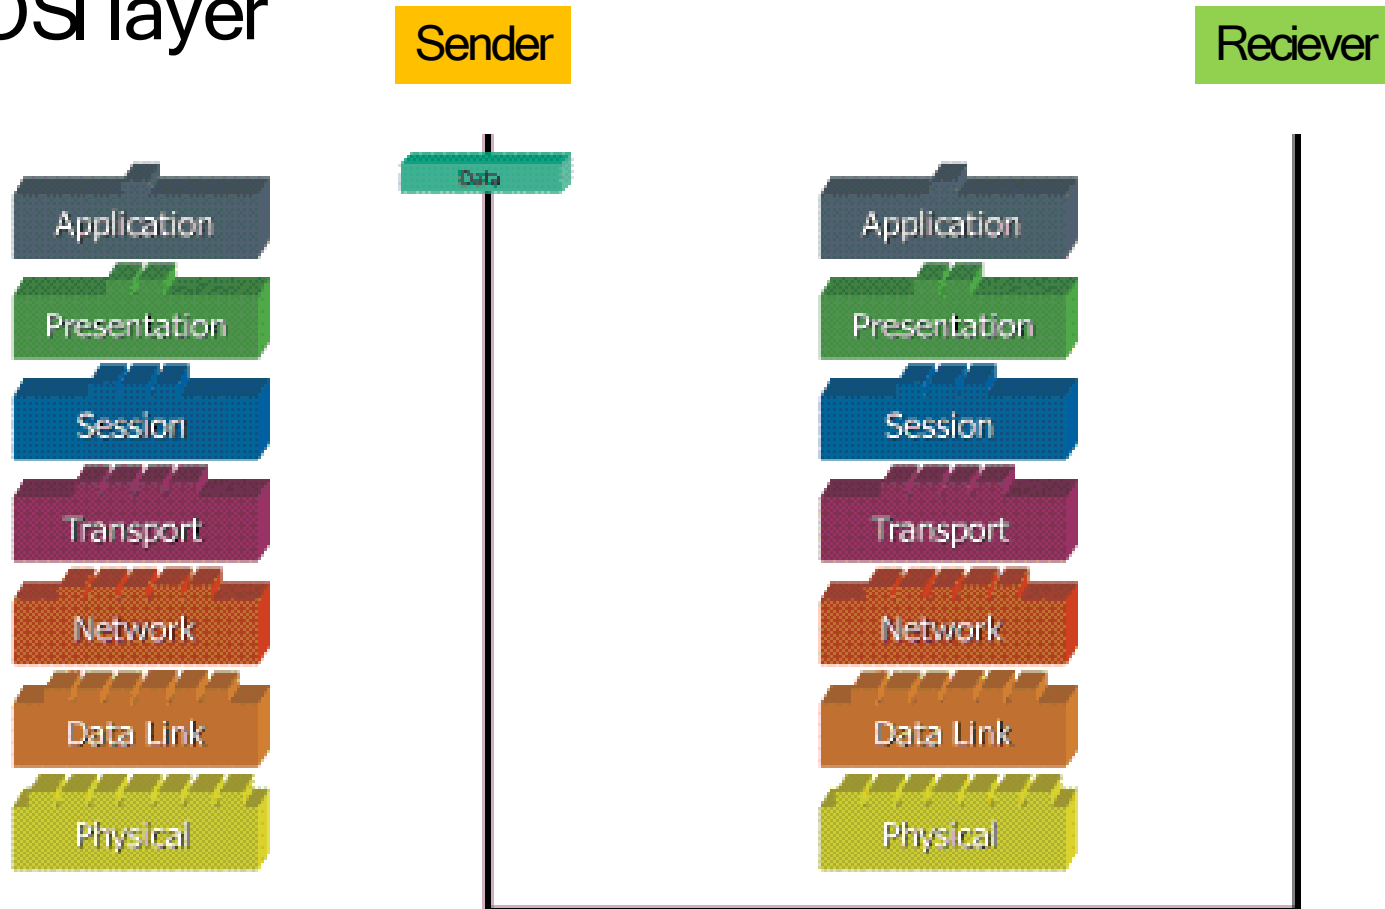 OSI layer
Sender
Reciever
Data
Application
Presentation
Session
Transport
Network
Data Link
Physical
Application
Presentation
Session
Transport
Network
Data Link
Physical